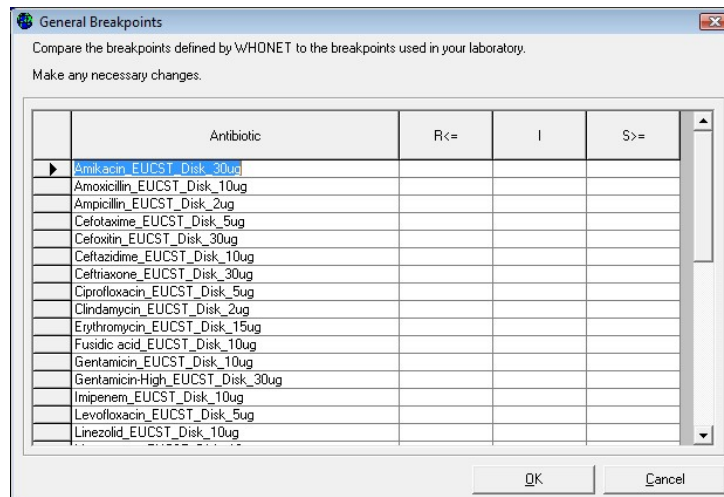 General Breakpoints
Compare the breakpoints defined by WHONET to the breakpoints used in your laboratory.
Make any necessary changes.
Antibiotic R<= I S>=
Amikacin_EUCST_Disk_30ug
Amoxicillin_EUCST_Disk_10ug
Ampicillin_EUCST_Disk_2ug
Cefotaxime_EUCST_Disk_5ug
Cefoxitin_EUCST_Disk_30ug
Ceftazidime_EUCST_Disk_10ug
Ceftriaxone_EUCST_Disk_30ug
Ciprofloxacin_EUCST_Disk_5ug
Clindamycin_EUCST_Disk_2ug
Erythromycin_EUCST_Disk_15ug
Fusidic acid_EUCST_Disk_10ug
Gentamicin_EUCST_Disk_10ug
Gentamicin-High_EUCST_Disk_30ug
Imipenem_EUCST_Disk_10ug
Levofloxacin_EUCST_Disk_5ug
Linezolid_EUCST_Disk_10ug
OK Cancel